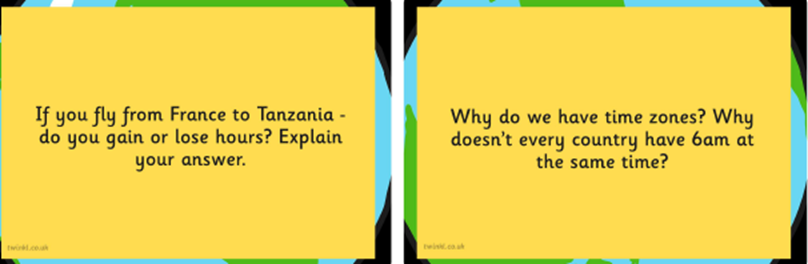 If you fly from France to Tanzania -
do you gain or lose hours? Explain
your answer.
twinkl.co.uk
Why do we have time zones? Why
doesn't every country have 6am at
the same time?
twinkl.co.uk